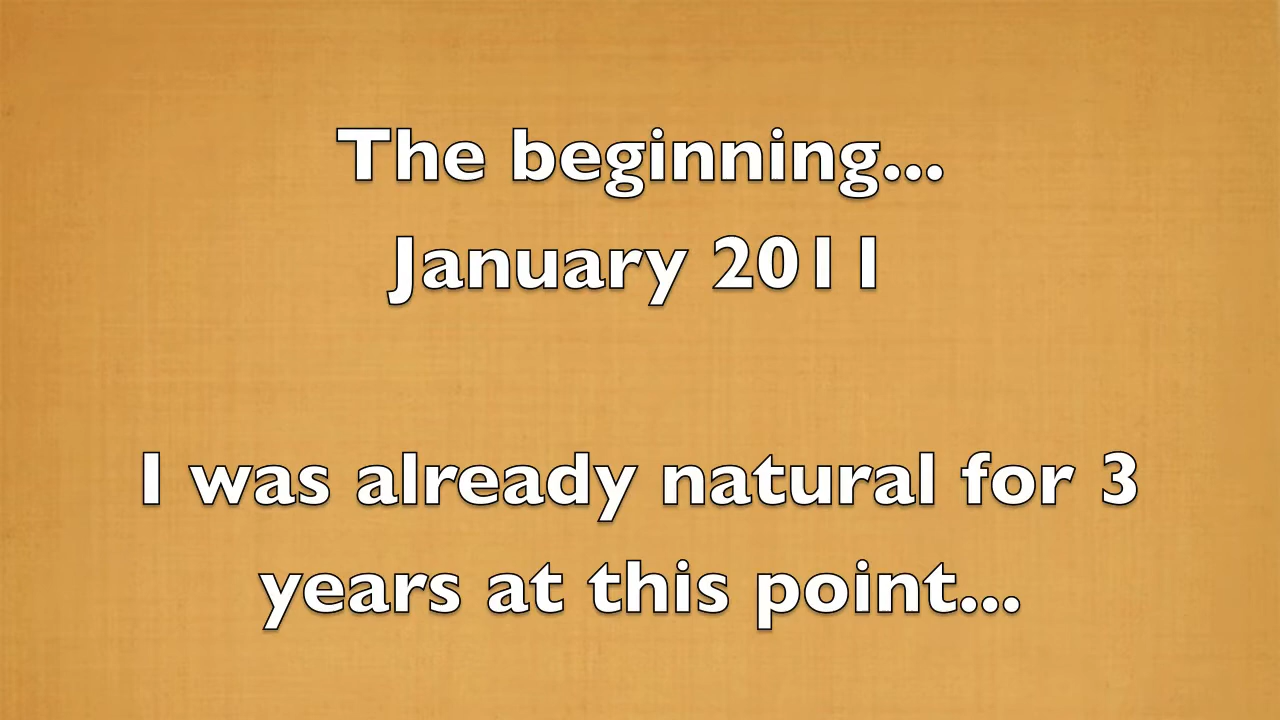 The beginning...
January 2011
I was already natural for 3
years at this point...